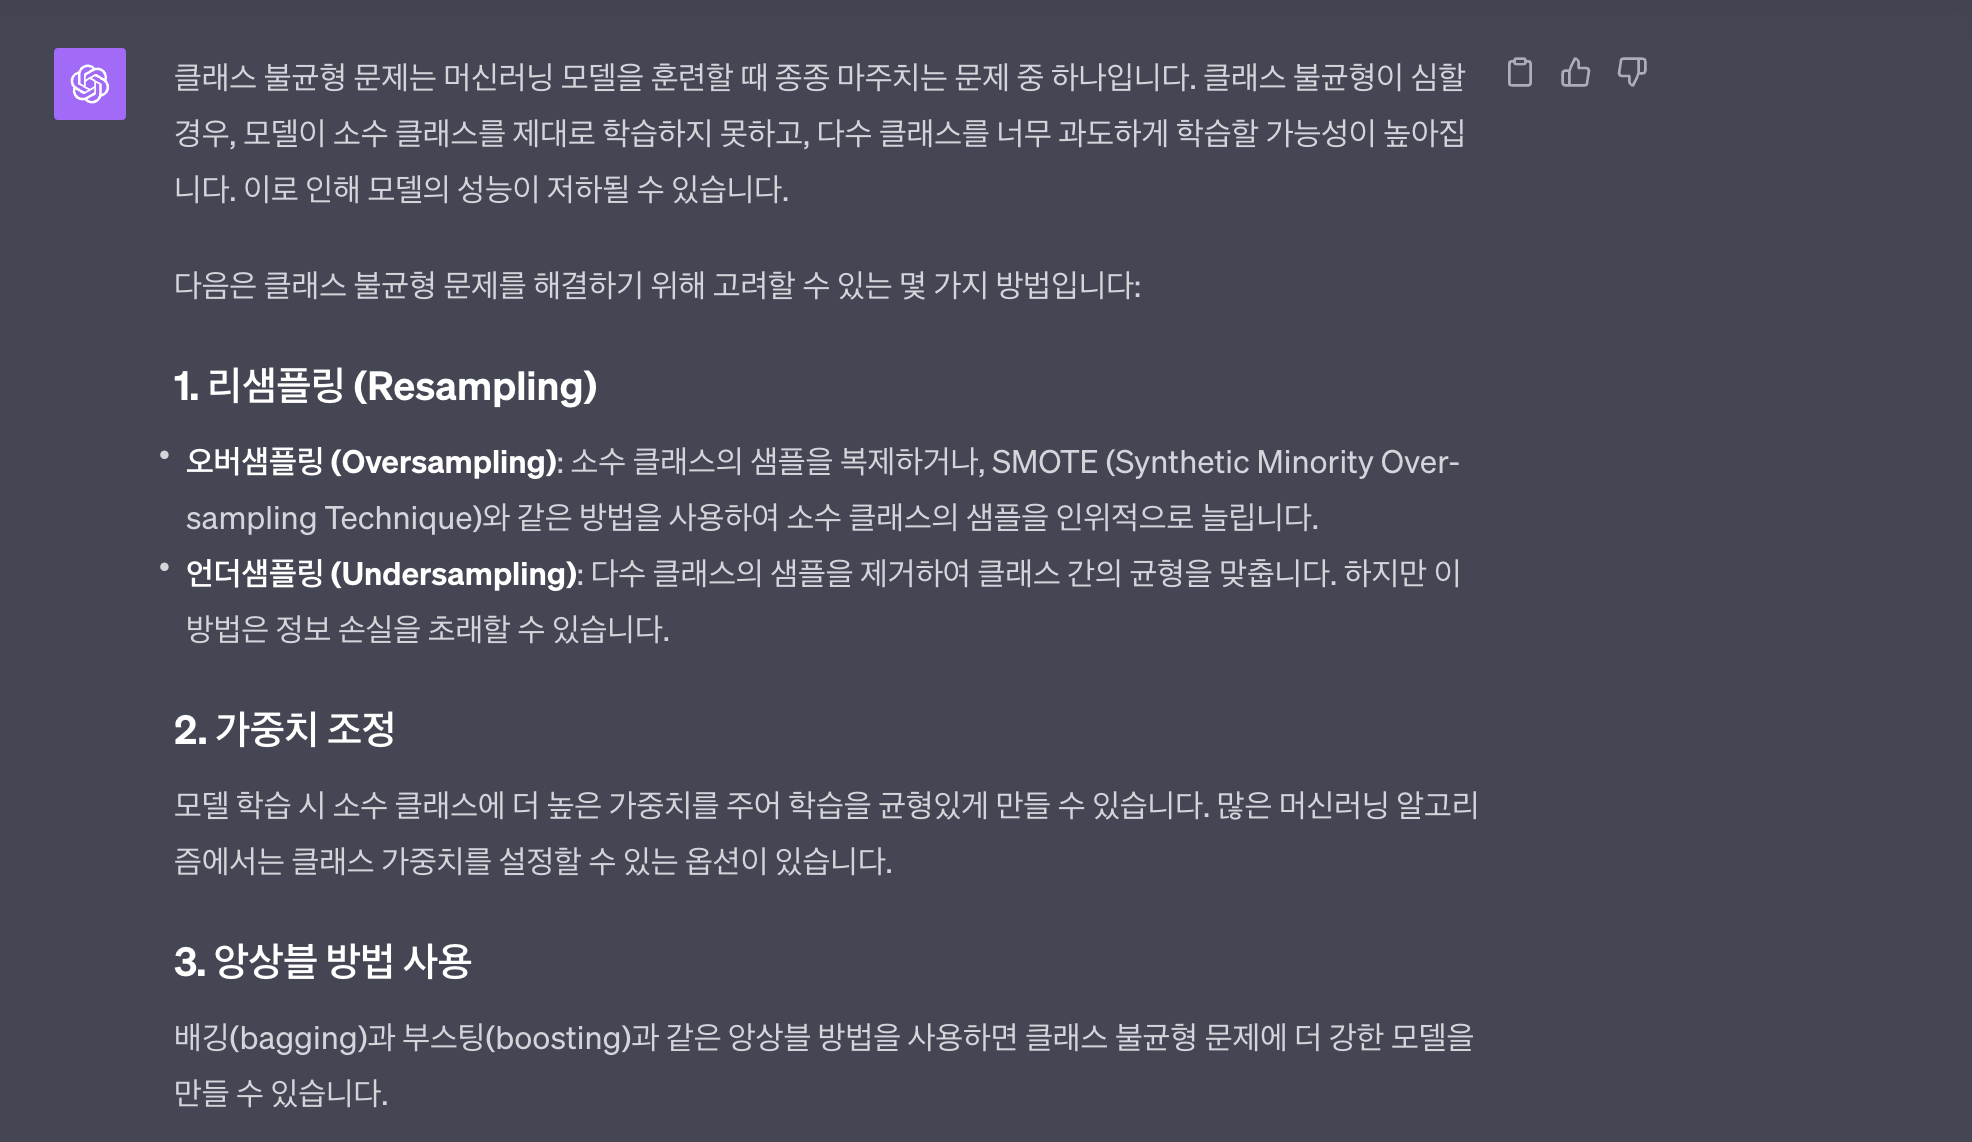 클래스 불균형 문제는 머신러닝 모델을 훈련할 때 종종 마주치는 문제 중 하나입니다. 클래스 불균형이 심할
경우, 모델이 소수 클래스를 제대로 학습하지 못하고, 다수 클래스를 너무 과도하게 학습할 가능성이 높아집
니다. 이로 인해 모델의 성능이 저하될 수 있습니다.
다음은 클래스 불균형 문제를 해결하기 위해 고려할 수 있는 몇 가지 방법입니다:
1. 리샘플링 (Resampling)
• 오버샘플링 (Oversampling): 소수 클래스의 샘플을 복제하거나, SMOTE (Synthetic Minority Over-
sampling Technique)와 같은 방법을 사용하여 소수 클래스의 샘플을 인위적으로 늘립니다.
• 언더샘플링 (Undersampling): 다수 클래스의 샘플을 제거하여 클래스 간의 균형을 맞춥니다. 하지만 이
방법은 정보 손실을 초래할 수 있습니다.
2. 가중치 조정
모델 학습 시 소수 클래스에 더 높은 가중치를 주어 학습을 균형있게 만들 수 있습니다. 많은 머신러닝 알고리
즘에서는 클래스 가중치를 설정할 수 있는 옵션이 있습니다.
3. 앙상블 방법 사용
배깅(bagging)과 부스팅(boosting)과 같은 앙상블 방법을 사용하면 클래스 불균형 문제에 더 강한 모델을
만들 수 있습니다.